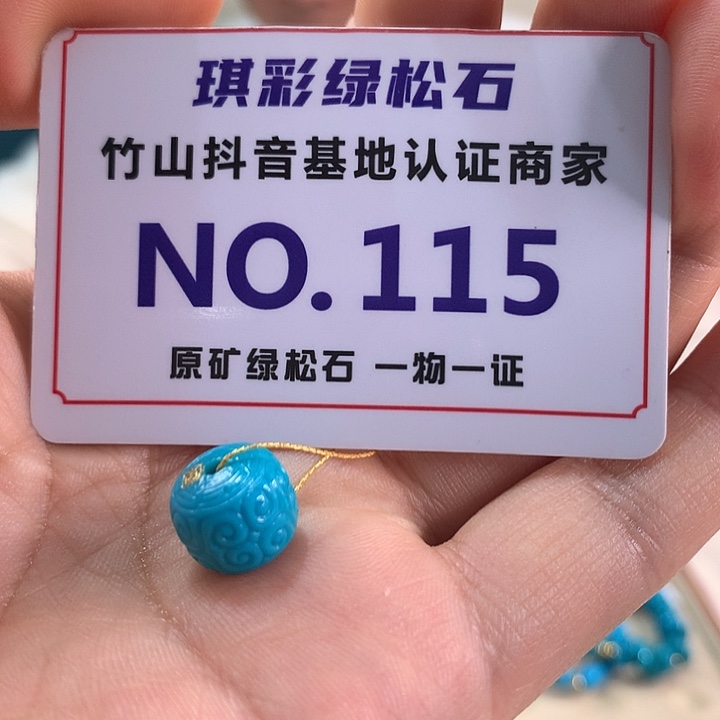 琪彩绿松石
竹山抖音基地认证商家
NO.115
原矿绿松石 一物一证